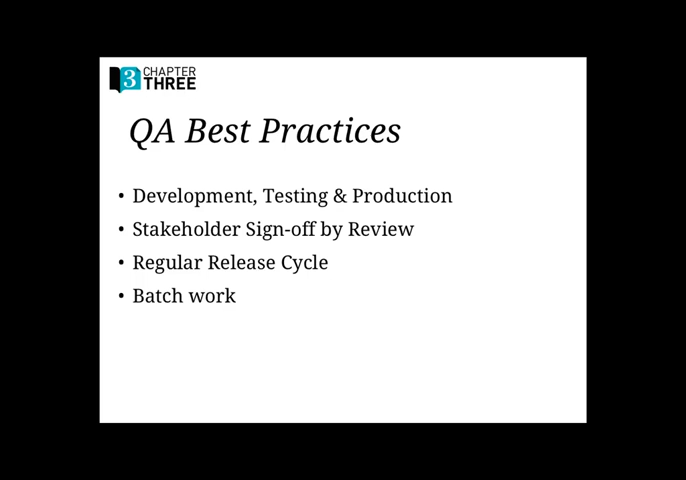 3 CHAPTER
THREE
QA Best Practices
• Development, Testing & Production
• Stakeholder Sign-off by Review
• Regular Release Cycle
• Batch work